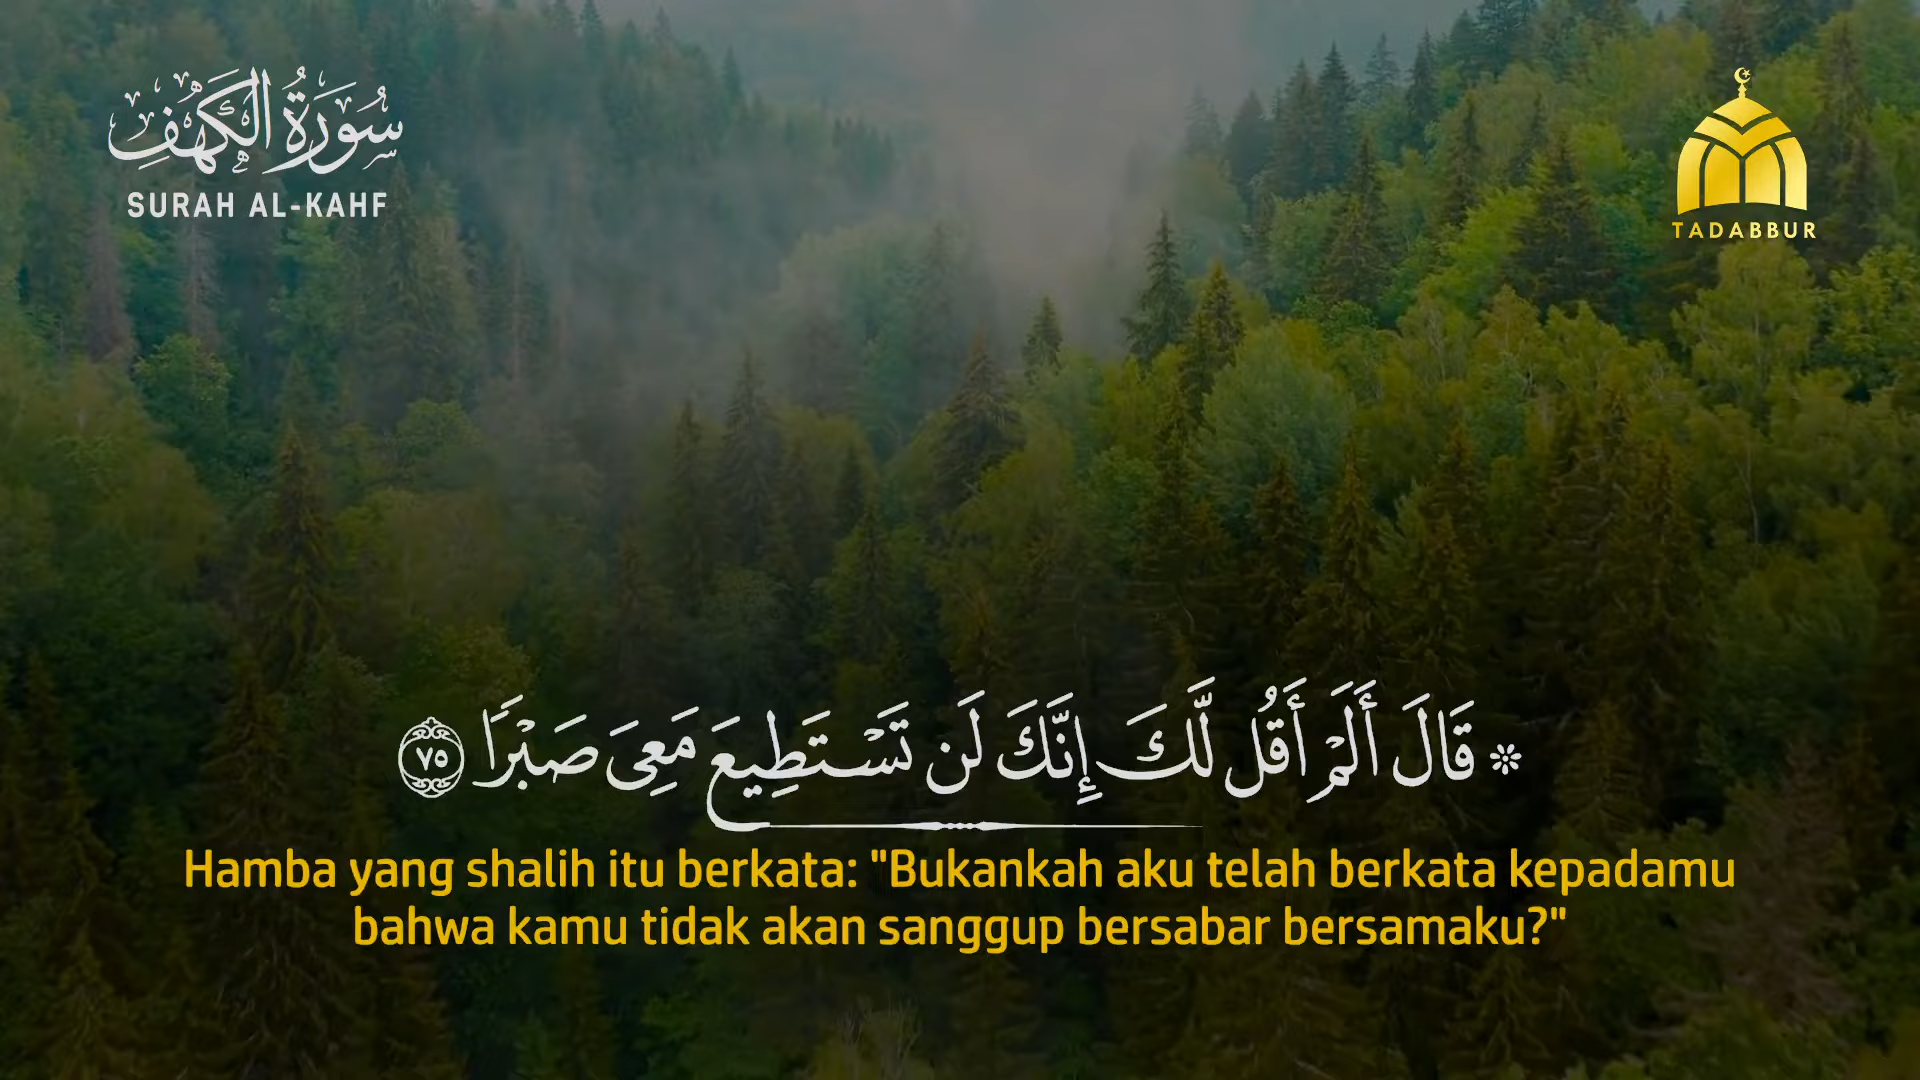 سُورَةُ الكَهْفِ
SURAH AL-KAHF
TADABBUR
۞ قَالَ أَلَمْ أَقُل لَّكَ إِنَّكَ لَن تَسْتَطِيعَ مَعِىَ صَبْرًا ٧٥
Hamba yang shalih itu berkata: "Bukankah aku telah berkata kepadamu
bahwa kamu tidak akan sanggup bersabar bersamaku?"